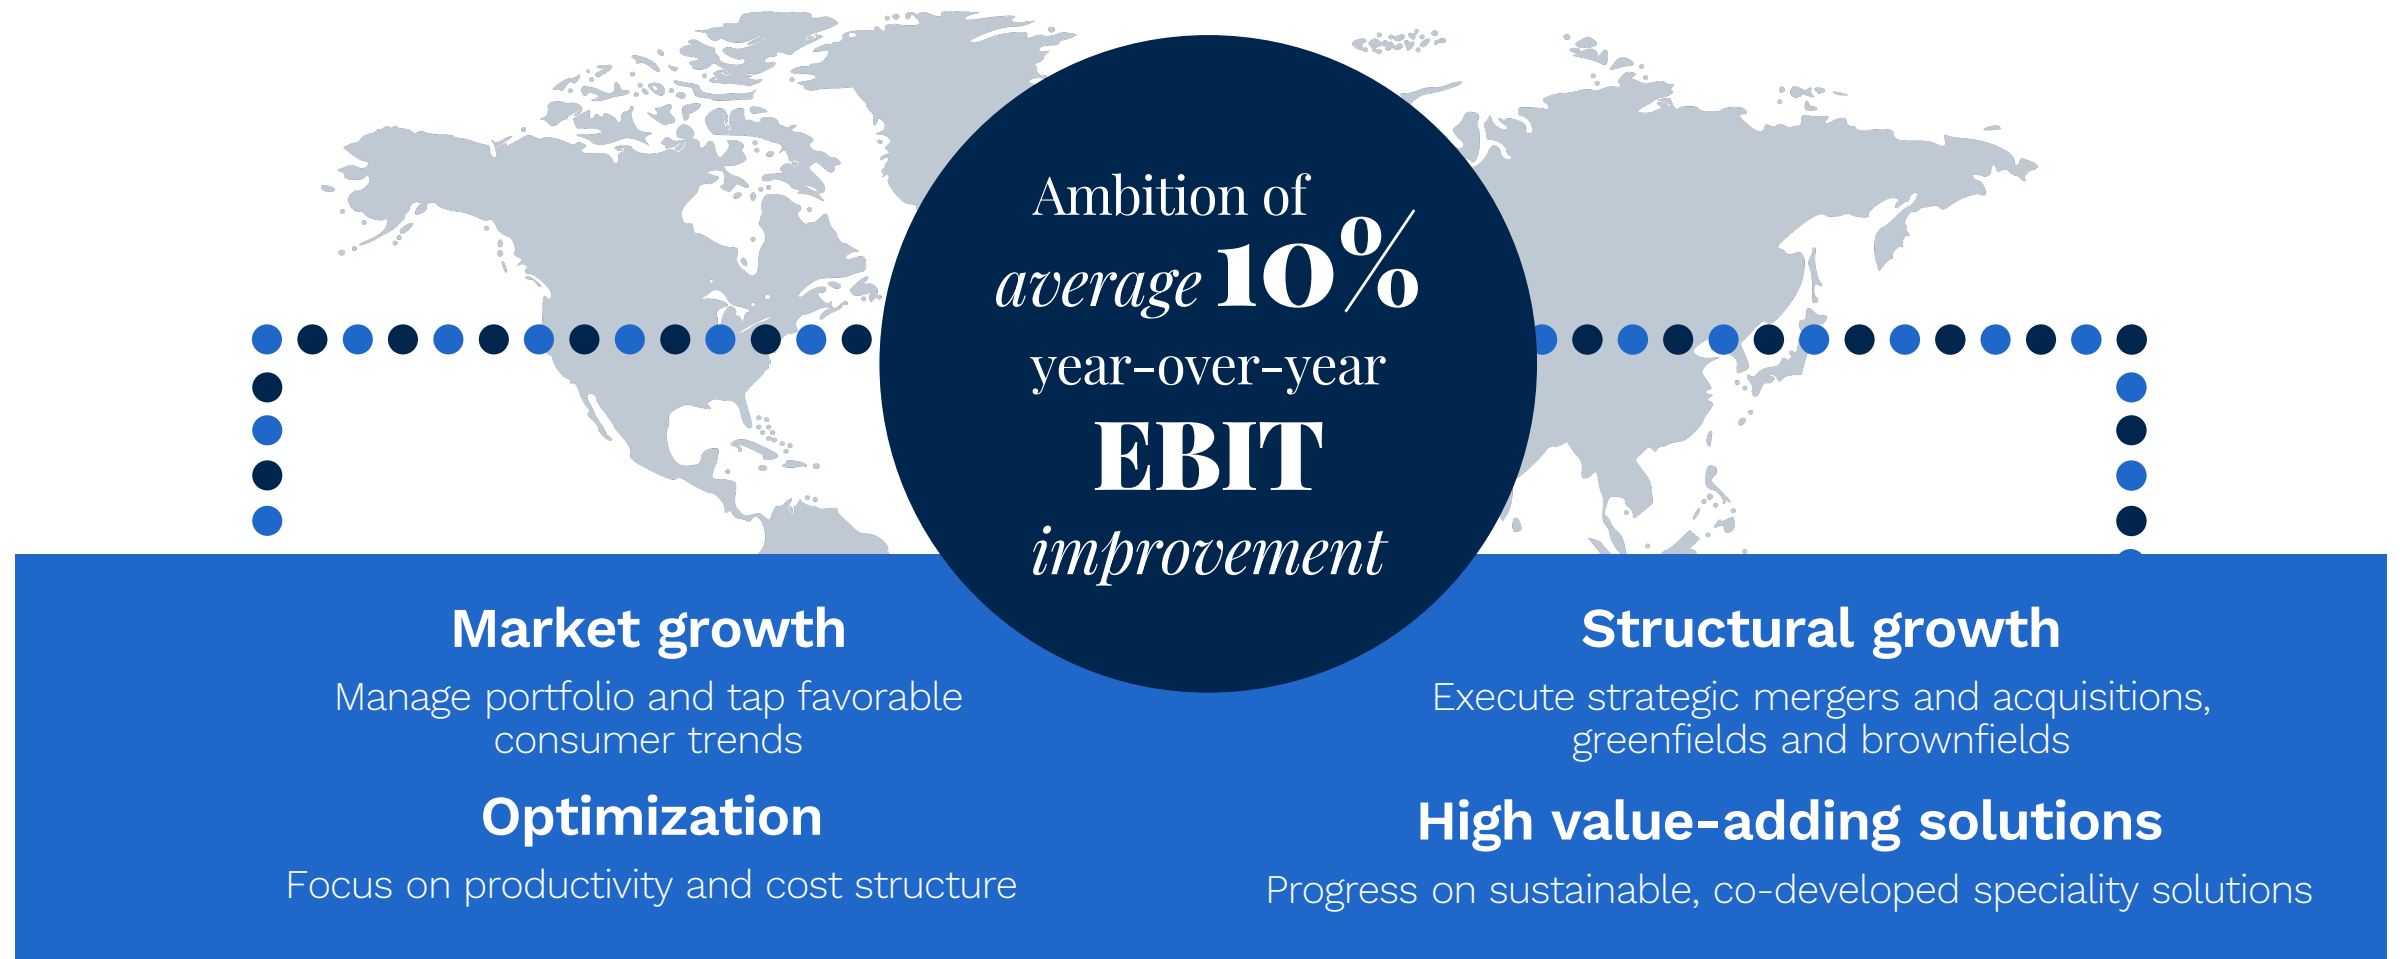 Ambition of
average 10%
year-over-year
EBIT
improvement
Market growth
Manage portfolio and tap favorable
consumer trends
Optimization
Focus on productivity and cost structure
Structural growth
Execute strategic mergers and acquisitions,
greenfields and brownfields
High value-adding solutions
Progress on sustainable, co-developed speciality solutions